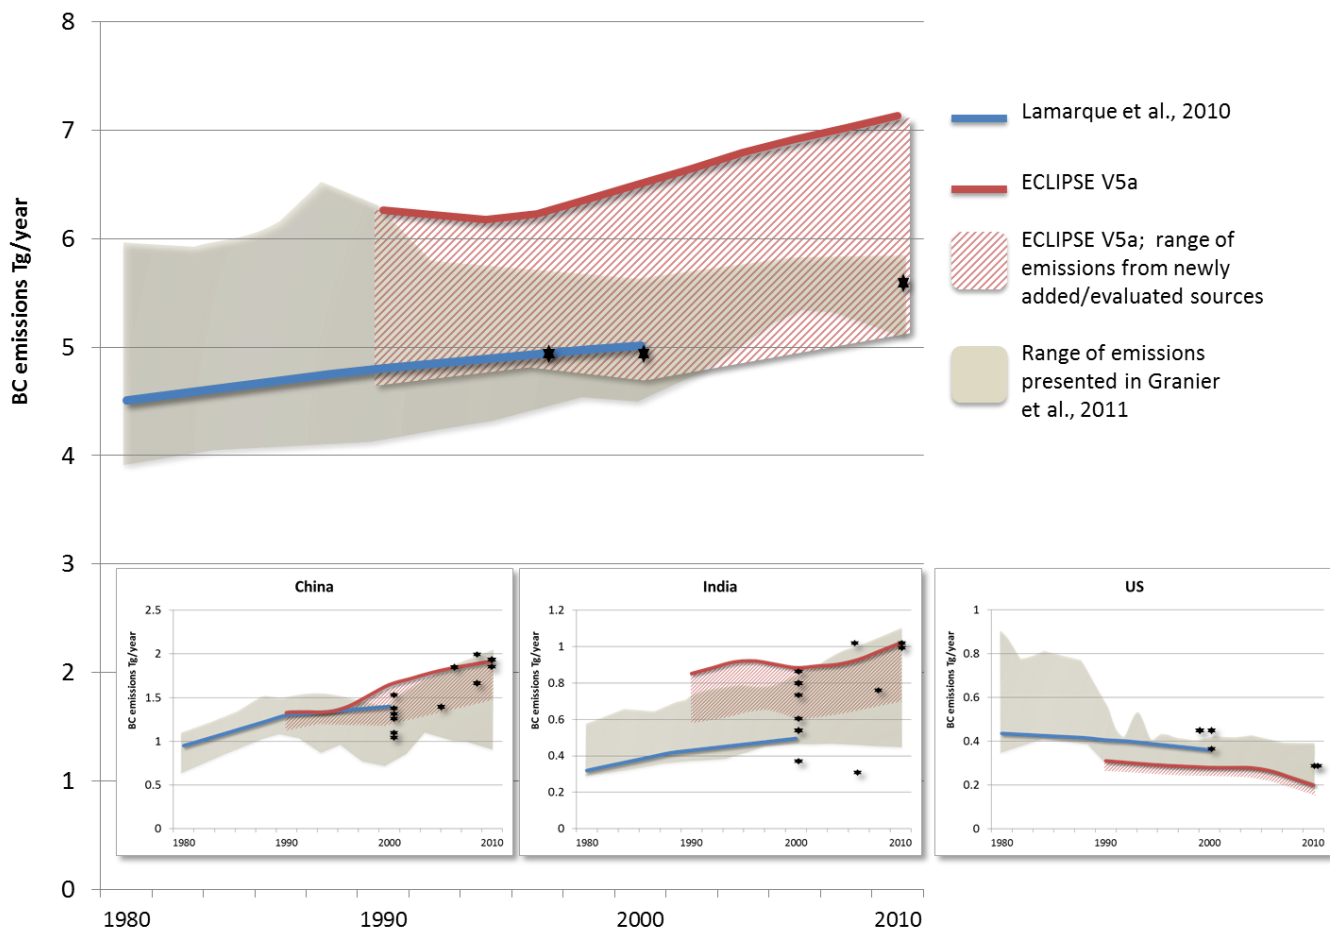 8
7
6
5
4
3
2
1
0
BC emissions Tg/year
1980
1990
2000
2010
Lamarque et al., 2010
ECLIPSE V5a
ECLIPSE V5a; range of
emissions from newly
added/evaluated sources
Range of emissions
presented in Granier
et al., 2011
China
BC emissions Tg/year
2.5
2
1.5
1
0.5
0
1980
1990
2000
2010
India
BC emissions Tg/year
1.2
1
0.8
0.6
0.4
0.2
0
1980
1990
2000
2010
US
BC emissions Tg/year
1
0.8
0.6
0.4
0.2
0
1980
1990
2000
2010